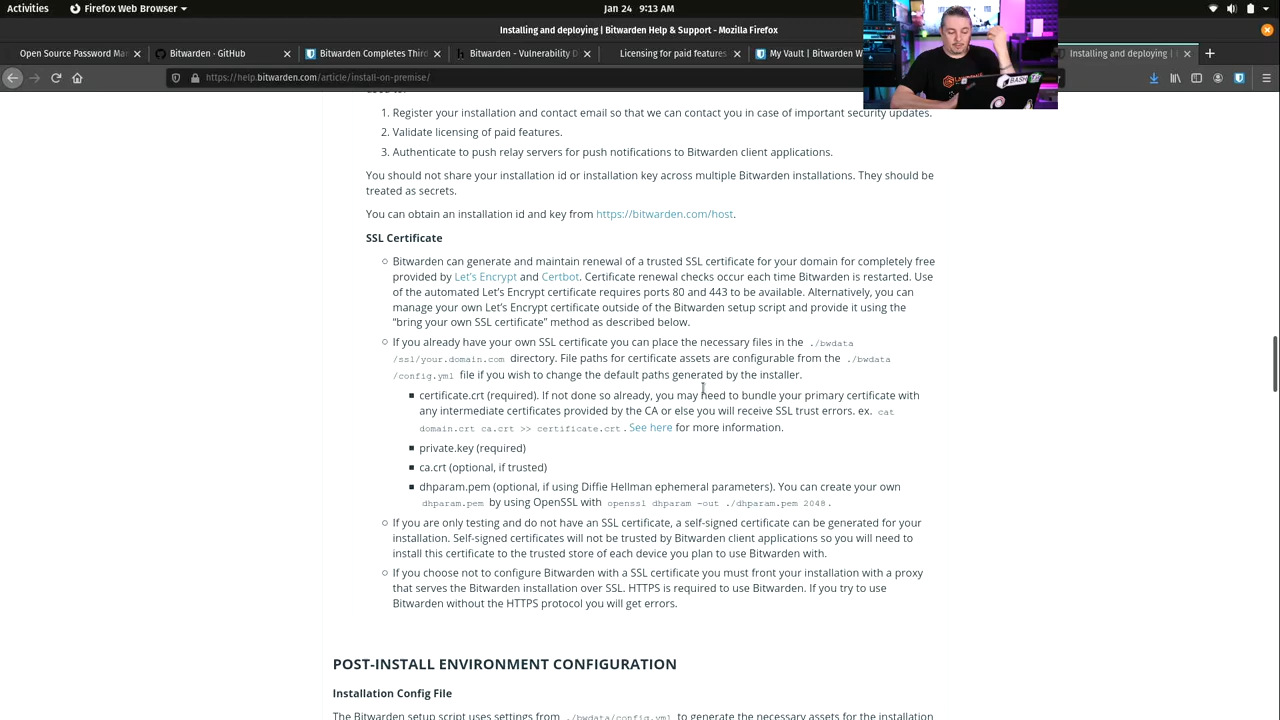 Activities
Firefox Web Browser
Jan 24 9:13 AM
Installing and deploying | Bitwarden Help & Support - Mozilla Firefox
Open Source Password Man
GitHub
Bitwarden Completes Thi
Bitwarden - Vulnerability D
Licensing for paid features
My Vault | Bitwarden W
Installing and deploying |
https://help.bitwarden.com/article/install-on-premise/
BASH
1. Register your installation and contact email so that we can contact you in case of important security updates.
2. Validate licensing of paid features.
3. Authenticate to push relay servers for push notifications to Bitwarden client applications.
You should not share your installation id or installation key across multiple Bitwarden installations. They should be
treated as secrets.
You can obtain an installation id and key from https://bitwarden.com/host.
SSL Certificate
Bitwarden can generate and maintain renewal of a trusted SSL certificate for your domain for completely free
provided by Let's Encrypt and Certbot. Certificate renewal checks occur each time Bitwarden is restarted. Use
of the automated Let's Encrypt certificate requires ports 80 and 443 to be available. Alternatively, you can
manage your own Let's Encrypt certificate outside of the Bitwarden setup script and provide it using the
"bring your own SSL certificate" method as described below.
If you already have your own SSL certificate you can place the necessary files in the ./bwdata
/ssl/your.domain.com directory. File paths for certificate assets are configurable from the ./bwdata
/config.yml file if you wish to change the default paths generated by the installer.
certificate.crt (required). If not done so already, you may need to bundle your primary certificate with
any intermediate certificates provided by the CA or else you will receive SSL trust errors. ex. cat
domain.crt ca.crt >> certificate.crt. See here for more information.
private.key (required)
ca.crt (optional, if trusted)
dhparam.pem (optional, if using Diffie Hellman ephemeral parameters). You can create your own
dhparam.pem by using OpenSSL with openssl dhparam -out ./dhparam.pem 2048.
If you are only testing and do not have an SSL certificate, a self-signed certificate can be generated for your
installation. Self-signed certificates will not be trusted by Bitwarden client applications so you will need to
install this certificate to the trusted store of each device you plan to use Bitwarden with.
If you choose not to configure Bitwarden with a SSL certificate you must front your installation with a proxy
that serves the Bitwarden installation over SSL. HTTPS is required to use Bitwarden. If you try to use
Bitwarden without the HTTPS protocol you will get errors.
POST-INSTALL ENVIRONMENT CONFIGURATION
Installation Config File
The Bitwarden setup script uses settings from ./bwdata/config.yml to generate the necessary assets for the installation